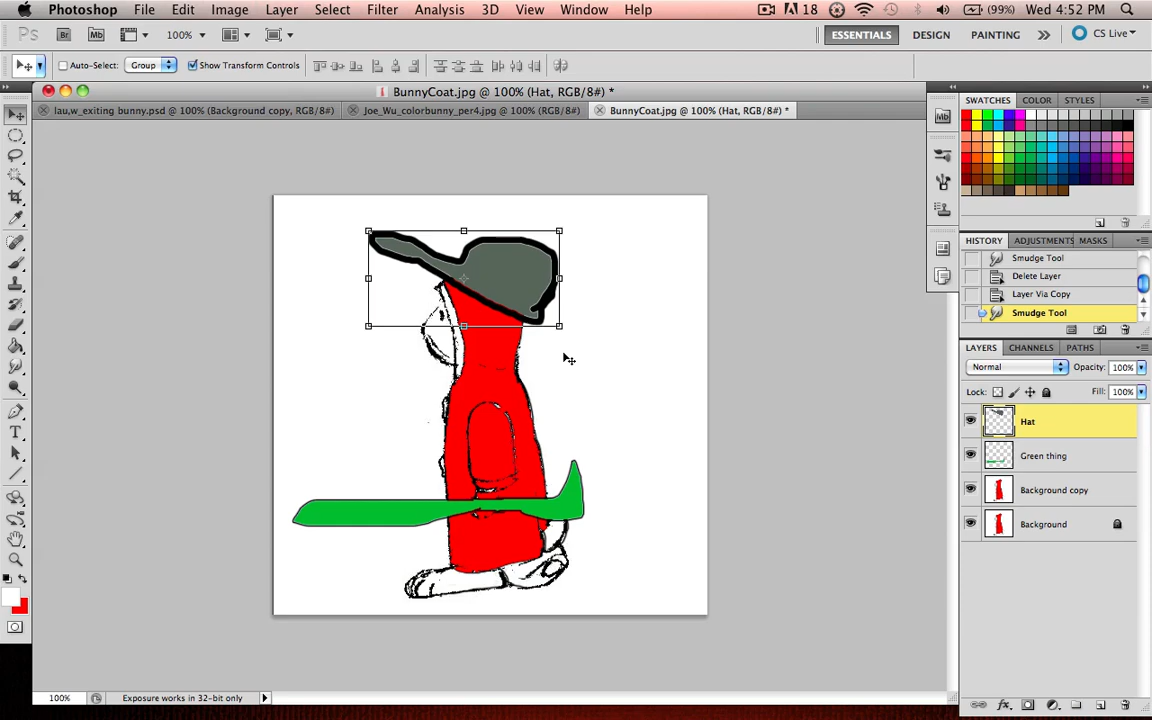 Photoshop File Edit Image Layer Select Filter Analysis 3D View Window Help 18 (99%) Wed 4:52 PM
Ps Br Mb 100% ESSENTIALS DESIGN PAINTING CS Live
Auto-Select: Group Show Transform Controls
BunnyCoat.jpg @ 100% (Hat, RGB/8#) *
lau,w_exiting bunny.psd @ 100% (Background copy, RGB/8#) Joe_Wu_colorbunny_per4.jpg @ 100% (RGB/8#) BunnyCoat.jpg @ 100% (Hat, RGB/8#) *
SWATCHES COLOR STYLES
Mb
HISTORY ADJUSTMENTS MASKS
Smudge Tool
Delete Layer
Layer Via Copy
Smudge Tool
LAYERS CHANNELS PATHS
Normal Opacity: 100%
Lock: Fill: 100%
Hat
Green thing
Background copy
Background
T
100% Exposure works in 32-bit only
fx